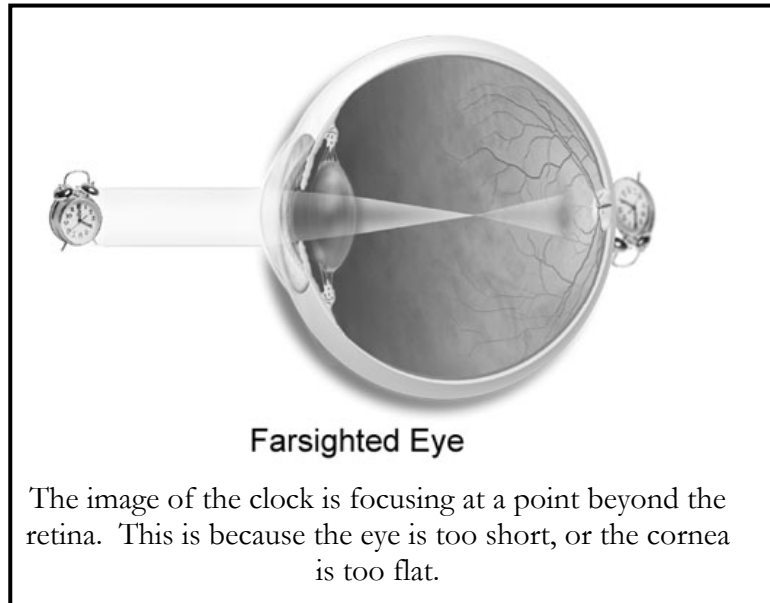 Farsighted Eye
The image of the clock is focusing at a point beyond the
retina.  This is because the eye is too short, or the cornea
is too flat.